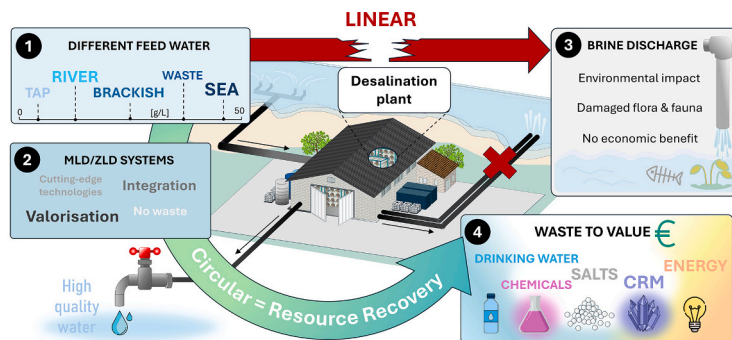 LINEAR
1
DIFFERENT FEED WATER
TAP
RIVER
BRACKISH
WASTE
SEA
0
[g/L]
50
Desalination
plant
3
BRINE DISCHARGE
Environmental impact
Damaged flora & fauna
No economic benefit
2
MLD/ZLD SYSTEMS
Cutting-edge
technologies
Integration
Valorisation
No waste
High
quality
water
Circular = Resource Recovery
4
WASTE TO VALUE €
DRINKING WATER
CHEMICALS
SALTS
CRM
ENERGY